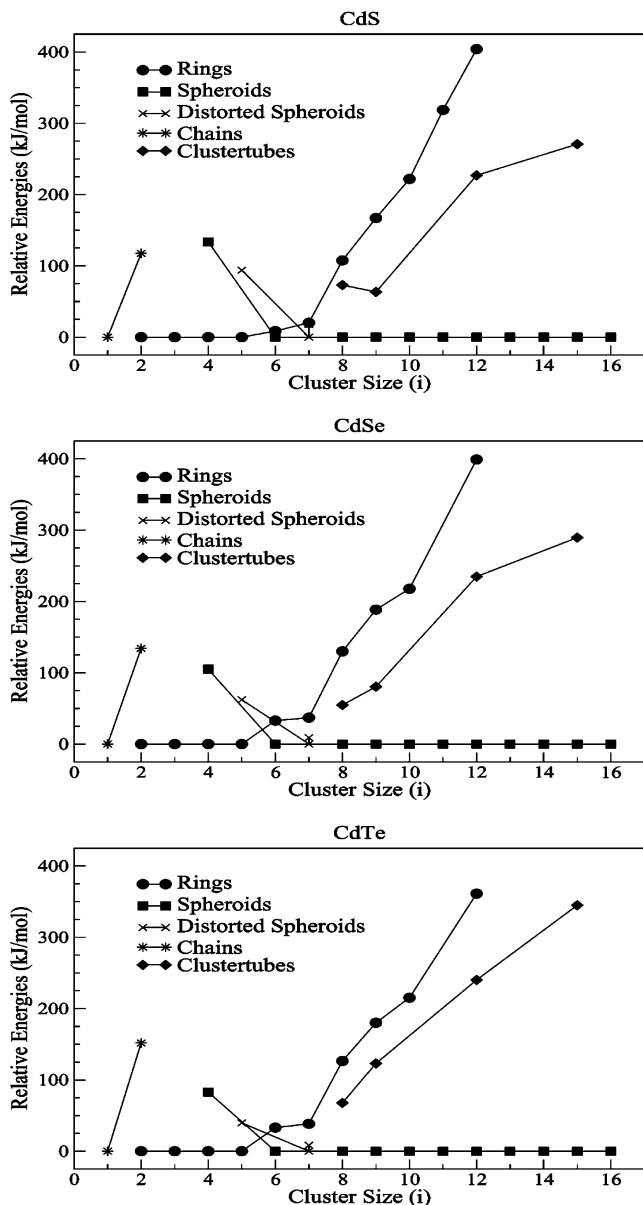 CdS
Relative Energies (kJ/mol)
400
300
200
100
0
Rings
Spheroids
Distorted Spheroids
Chains
Clustertubes
0 2 4 6 8 10 12 14 16
Cluster Size (i)
CdSe
Relative Energies (kJ/mol)
400
300
200
100
0
Rings
Spheroids
Distorted Spheroids
Chains
Clustertubes
0 2 4 6 8 10 12 14 16
Cluster Size (i)
CdTe
Relative Energies (kJ/mol)
400
300
200
100
0
Rings
Spheroids
Distorted Spheroids
Chains
Clustertubes
0 2 4 6 8 10 12 14 16
Cluster Size (i)